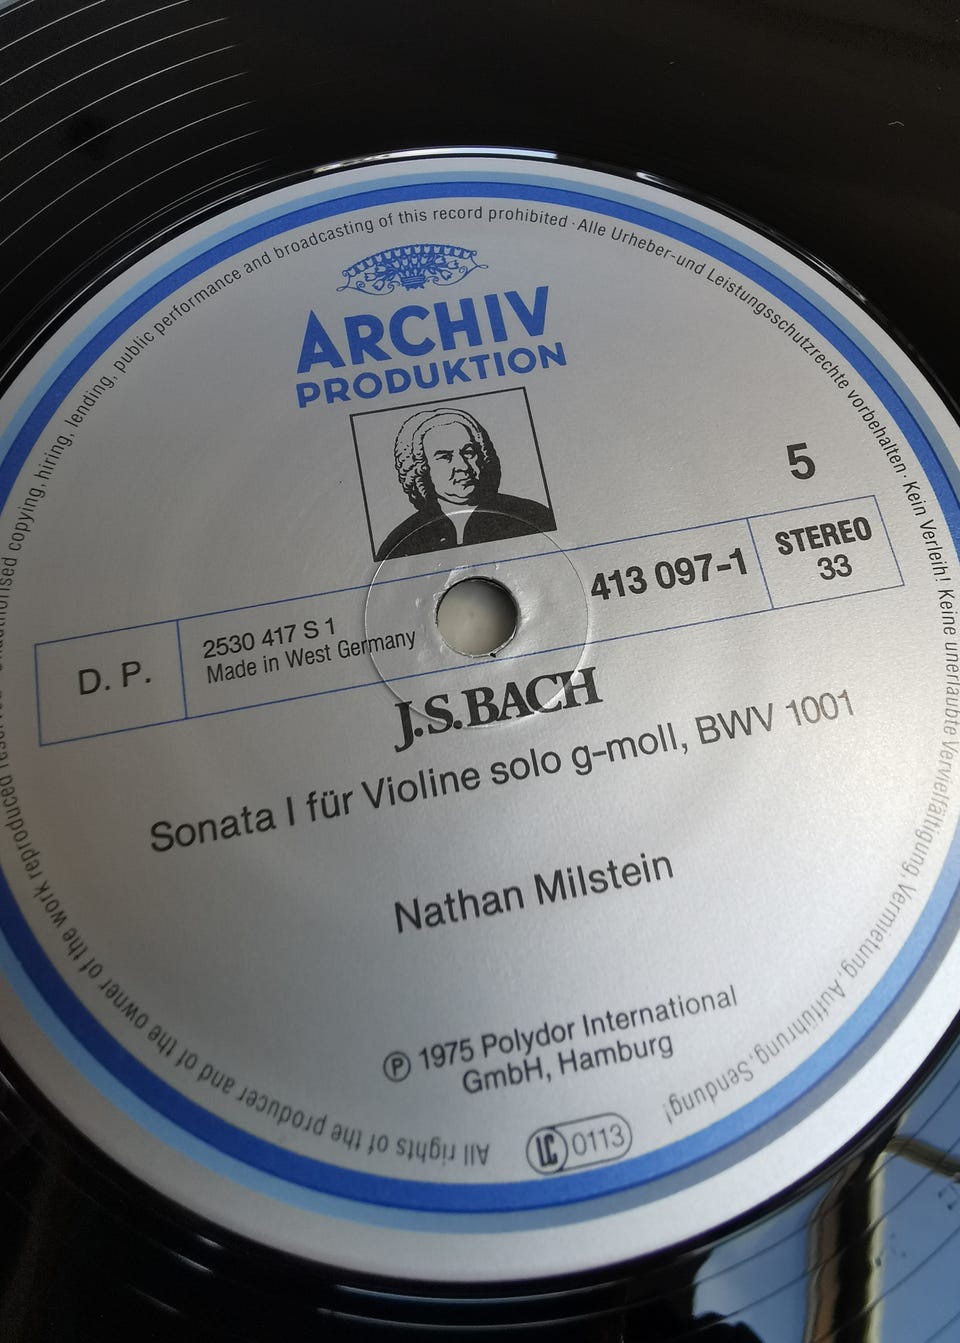 ARCHIV
PRODUKTION
5
D. P.
2530 417 S 1
Made in West Germany
413 097-1
STEREO
33
J.S.BACH
Sonata I für Violine solo g-moll, BWV 1001
Nathan Milstein
Ⓟ 1975 Polydor International
GmbH, Hamburg
LC 0113
All rights of the producer and of the owner of the work reproduced copying, hiring, lending, public performance and broadcasting of this record prohibited · Alle Urheber-und Leistungsschutzrechte vorbehalten · Kein Verleih! Keine unerlaubte Vervielfältigung, Vermietung, Aufführung, Sendung!